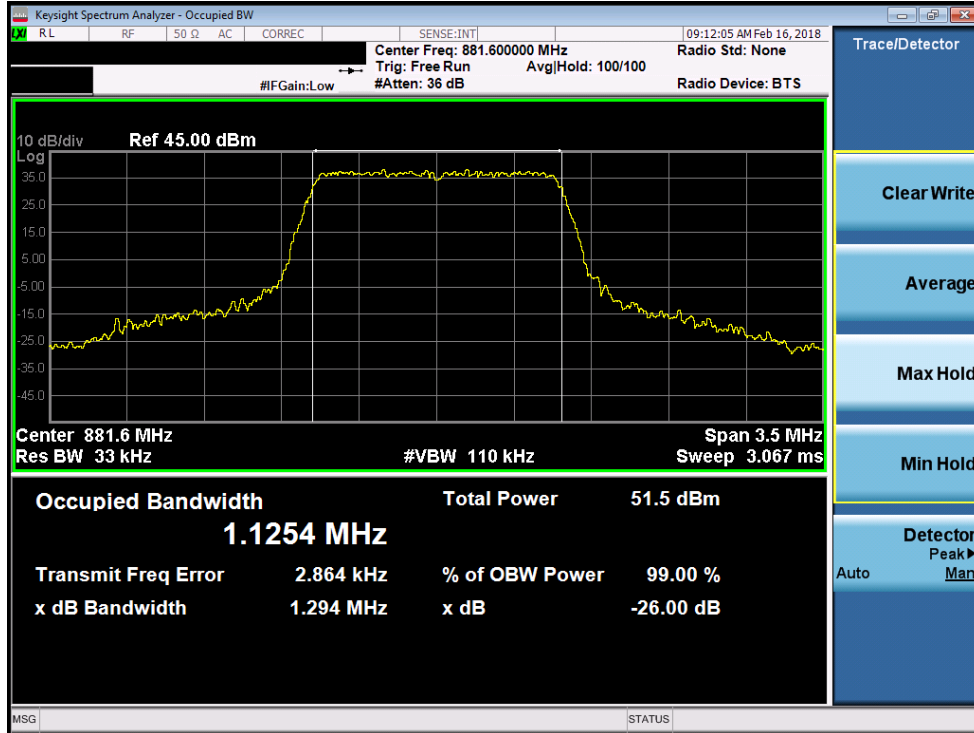 Keysight Spectrum Analyzer - Occupied BW
LXI RL RF 50 Ω AC CORREC SENSE:INT 09:12:05 AM Feb 16, 2018
Center Freq: 881.600000 MHz Radio Std: None
Trig: Free Run Avg|Hold: 100/100
#IFGain:Low #Atten: 36 dB Radio Device: BTS
10 dB/div Ref 45.00 dBm
Log
35.0
25.0
15.0
5.00
-5.00
-15.0
-25.0
-35.0
-45.0
Center 881.6 MHz Span 3.5 MHz
Res BW 33 kHz #VBW 110 kHz Sweep 3.067 ms
Occupied Bandwidth Total Power 51.5 dBm
1.1254 MHz
Transmit Freq Error 2.864 kHz % of OBW Power 99.00 %
x dB Bandwidth 1.294 MHz x dB -26.00 dB
MSG STATUS
Trace/Detector
Clear Write
Average
Max Hold
Min Hold
Detector
Peak▶
Auto Man